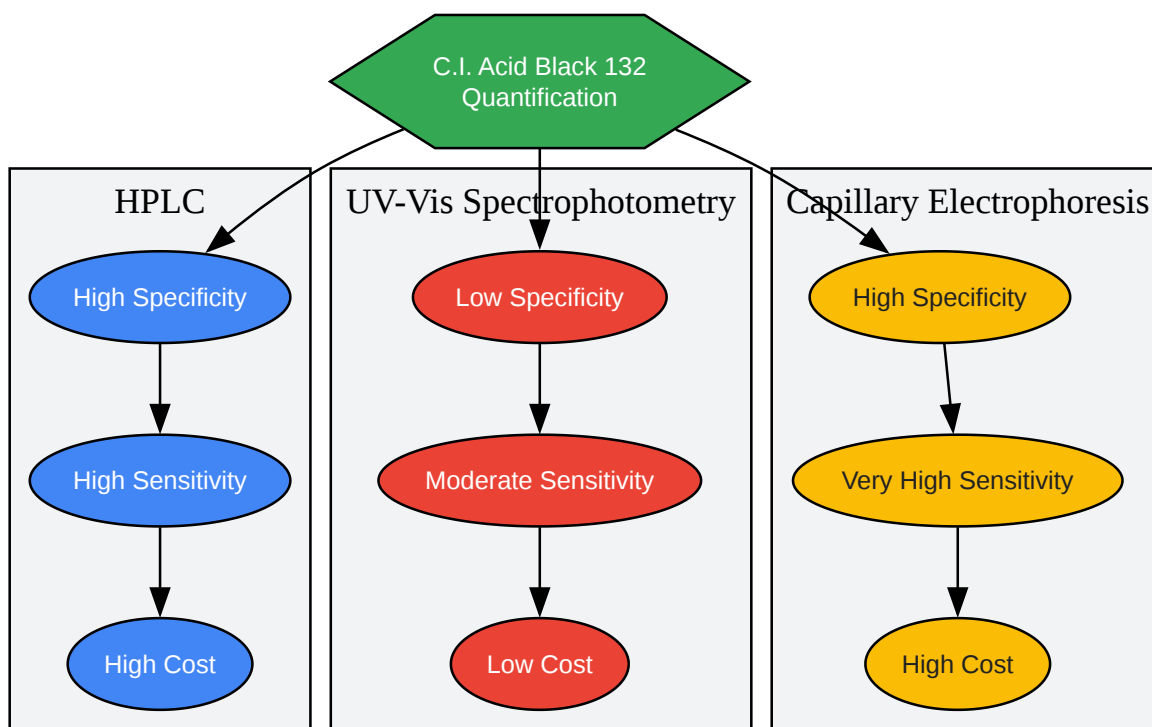 C.I. Acid Black 132
Quantification
HPLC
UV-Vis Spectrophotometry
Capillary Electrophoresis
High Specificity
Low Specificity
High Specificity
High Sensitivity
Moderate Sensitivity
Very High Sensitivity
High Cost
Low Cost
High Cost